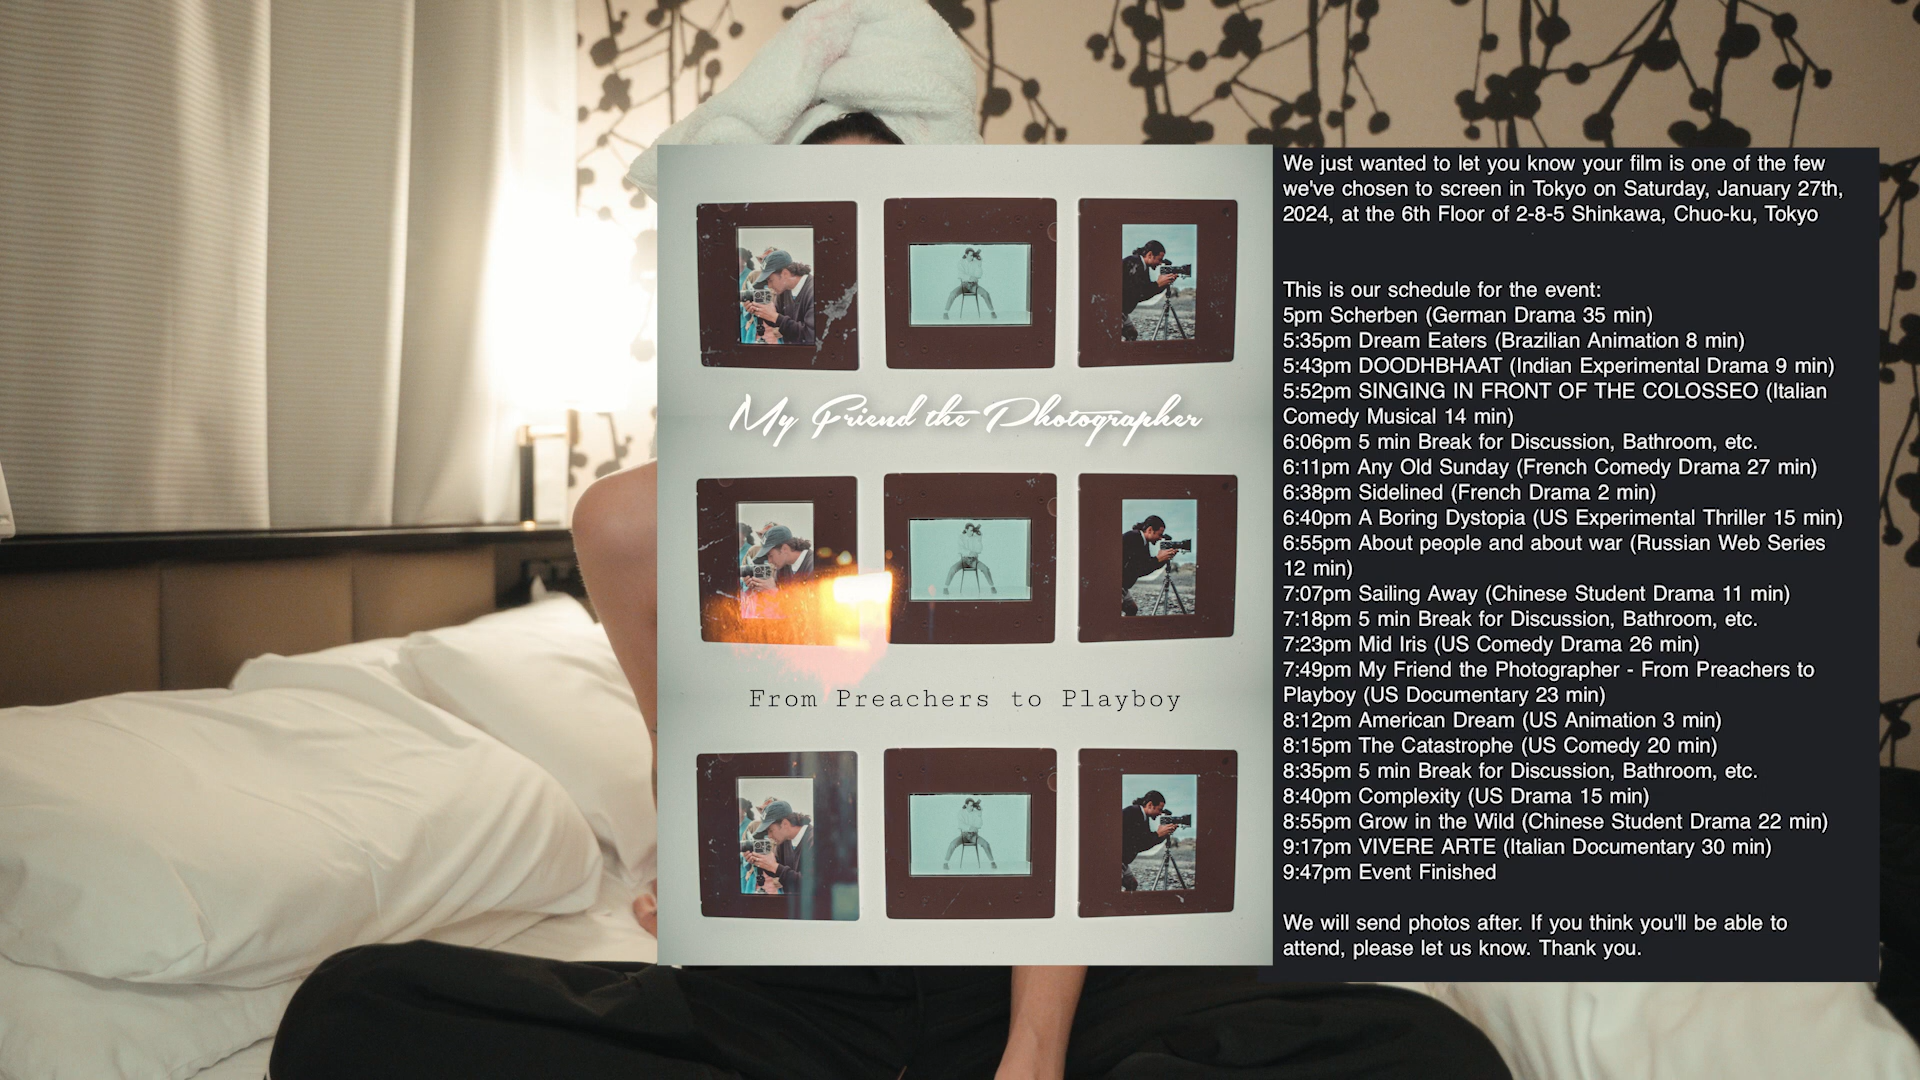 My Friend the Photographer
From Preachers to Playboy
We just wanted to let you know your film is one of the few
we've chosen to screen in Tokyo on Saturday, January 27th,
2024, at the 6th Floor of 2-8-5 Shinkawa, Chuo-ku, Tokyo
This is our schedule for the event:
5pm Scherben (German Drama 35 min)
5:35pm Dream Eaters (Brazilian Animation 8 min)
5:43pm DOODHBHAAT (Indian Experimental Drama 9 min)
5:52pm SINGING IN FRONT OF THE COLOSSEO (Italian
Comedy Musical 14 min)
6:06pm 5 min Break for Discussion, Bathroom, etc.
6:11pm Any Old Sunday (French Comedy Drama 27 min)
6:38pm Sidelined (French Drama 2 min)
6:40pm A Boring Dystopia (US Experimental Thriller 15 min)
6:55pm About people and about war (Russian Web Series
12 min)
7:07pm Sailing Away (Chinese Student Drama 11 min)
7:18pm 5 min Break for Discussion, Bathroom, etc.
7:23pm Mid Iris (US Comedy Drama 26 min)
7:49pm My Friend the Photographer - From Preachers to
Playboy (US Documentary 23 min)
8:12pm American Dream (US Animation 3 min)
8:15pm The Catastrophe (US Comedy 20 min)
8:35pm 5 min Break for Discussion, Bathroom, etc.
8:40pm Complexity (US Drama 15 min)
8:55pm Grow in the Wild (Chinese Student Drama 22 min)
9:17pm VIVERE ARTE (Italian Documentary 30 min)
9:47pm Event Finished
We will send photos after. If you think you'll be able to
attend, please let us know. Thank you.